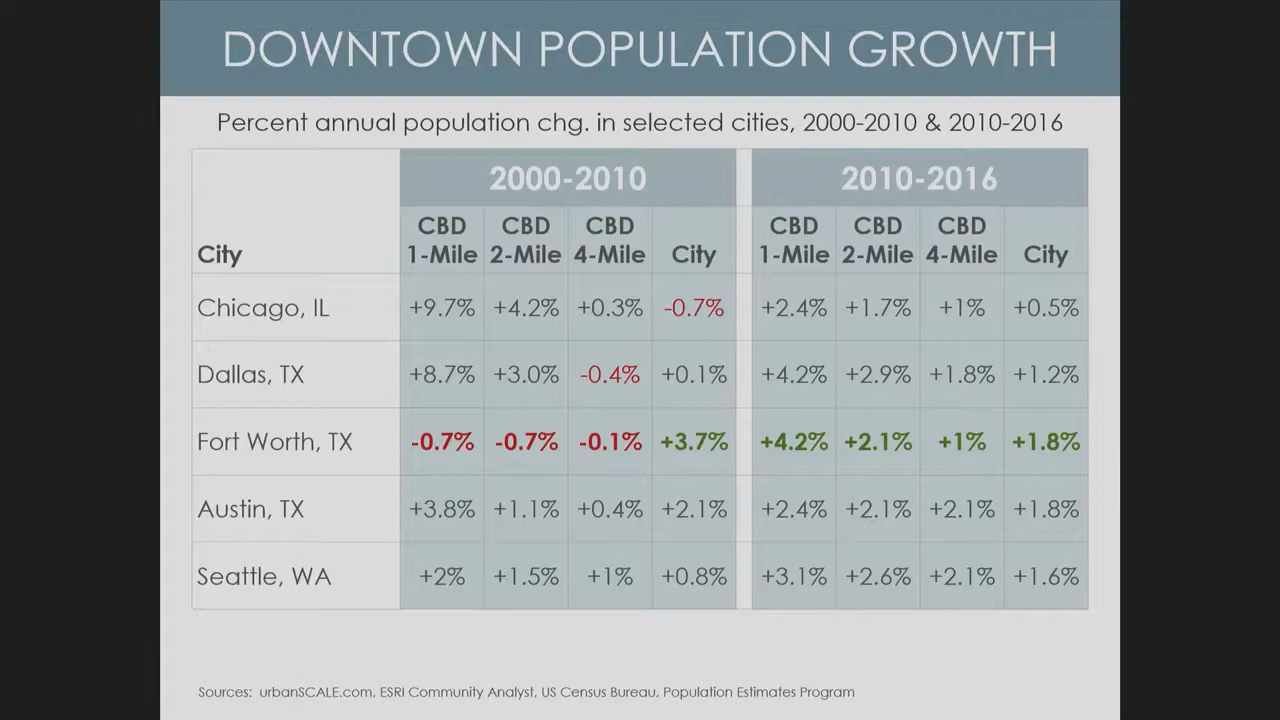 DOWNTOWN POPULATION GROWTH
Percent annual population chg. in selected cities, 2000-2010 & 2010-2016
2000-2010 2010-2016
CBD CBD CBD CBD CBD CBD
City 1-Mile 2-Mile 4-Mile City 1-Mile 2-Mile 4-Mile City
Chicago, IL +9.7% +4.2% +0.3% -0.7% +2.4% +1.7% +1% +0.5%
Dallas, TX +8.7% +3.0% -0.4% +0.1% +4.2% +2.9% +1.8% +1.2%
Fort Worth, TX -0.7% -0.7% -0.1% +3.7% +4.2% +2.1% +1% +1.8%
Austin, TX +3.8% +1.1% +0.4% +2.1% +2.4% +2.1% +2.1% +1.8%
Seattle, WA +2% +1.5% +1% +0.8% +3.1% +2.6% +2.1% +1.6%
Sources: urbanSCALE.com, ESRI Community Analyst, US Census Bureau, Population Estimates Program